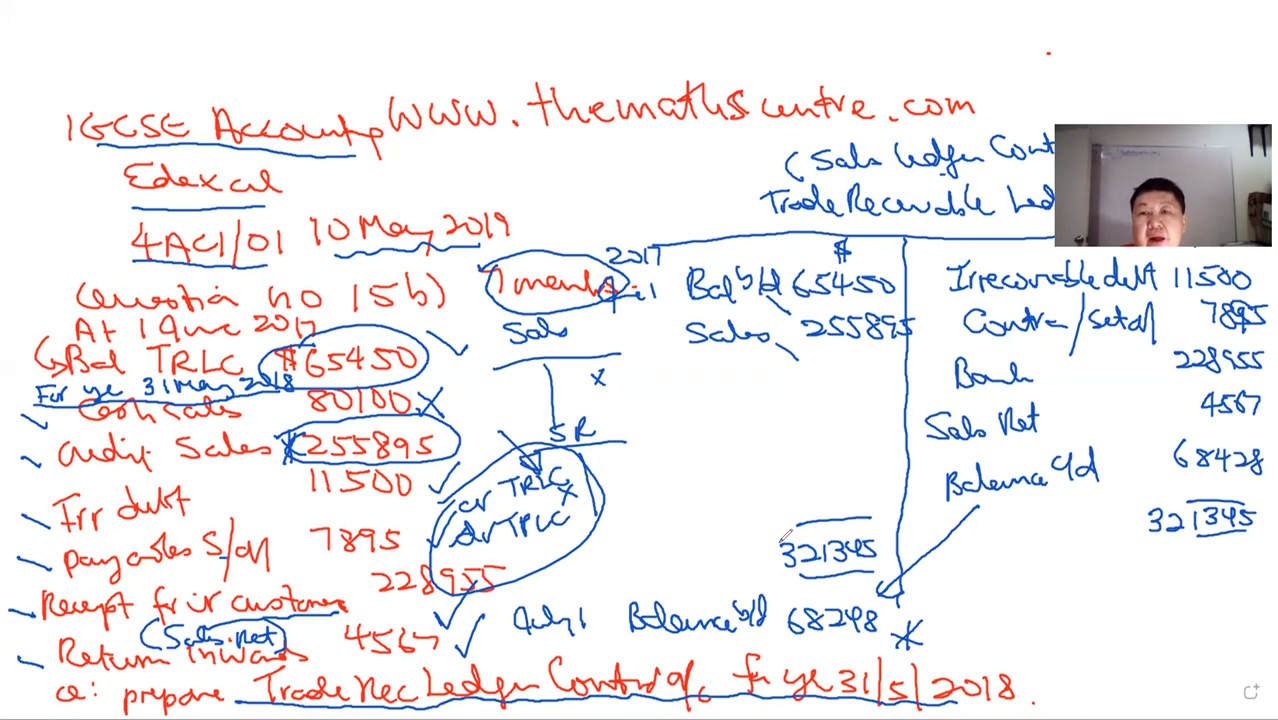 IGCSE Accounting www.themathscentre.com
Edexcel
4AC1/01 10 May 2019
Question no 15b) 7 marks
At 1 June 2017
Bal TRLC $65450
For ye 31 May 2018
Cash sales 80100 X
Credit Sales 255895
Irr debt 11500
Payables S/off 7895
Receipt fr cr customer 228955
(Sales Ret)
Return Inwards 4567
prepare Trade Rec Ledger Control a/c for ye 31/5/2018.
Sales
X
SR
X
cr TRLC
dr TPLC
(Sales Ledger Cont
Trade Receivable Led
2017 $
Bal b/d 65450
Sales 255895
321345
July 1 Balance b/d 68248
Irrecoverable debt 11500
Contra/Set off 7895
Bank 228955
Sales Ret 4567
Balance c/d 68428
321345